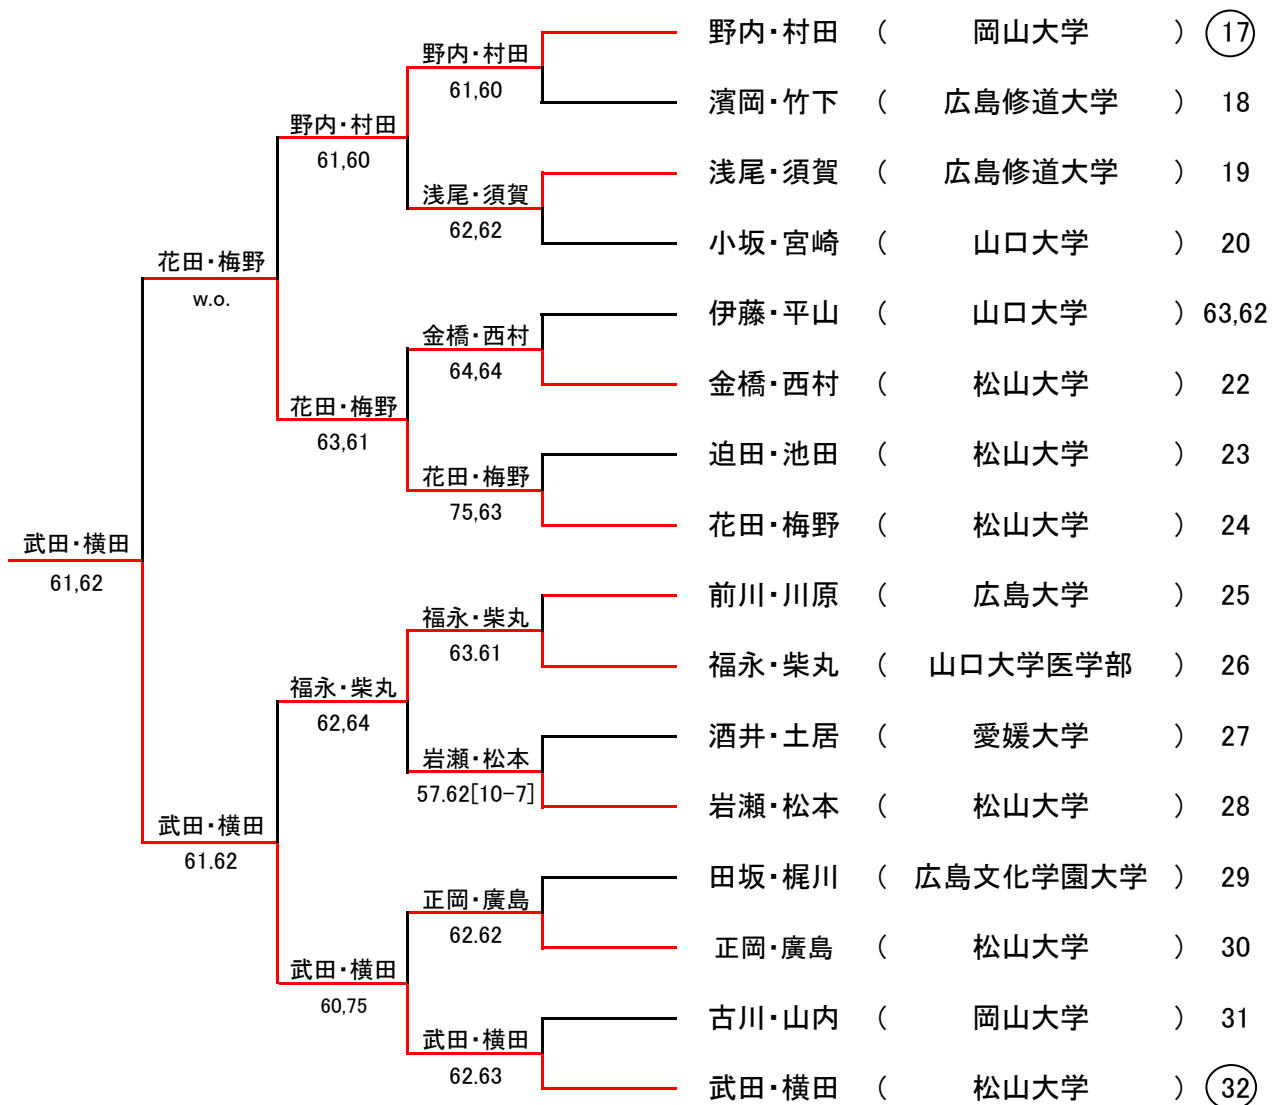 野内・村田 ( 岡山大学 ) 17
野内・村田
61,60
濱岡・竹下 ( 広島修道大学 ) 18
野内・村田
61,60
浅尾・須賀 ( 広島修道大学 ) 19
浅尾・須賀
62,62
小坂・宮崎 ( 山口大学 ) 20
花田・梅野
w.o.
伊藤・平山 ( 山口大学 ) 63,62
金橋・西村
64,64
金橋・西村 ( 松山大学 ) 22
花田・梅野
63,61
迫田・池田 ( 松山大学 ) 23
花田・梅野
75,63
花田・梅野 ( 松山大学 ) 24
武田・横田
61,62
前川・川原 ( 広島大学 ) 25
福永・柴丸
63.61
福永・柴丸 ( 山口大学医学部 ) 26
福永・柴丸
62,64
酒井・土居 ( 愛媛大学 ) 27
岩瀬・松本
57.62[10-7]
岩瀬・松本 ( 松山大学 ) 28
武田・横田
61.62
田坂・梶川 ( 広島文化学園大学 ) 29
正岡・廣島
62.62
正岡・廣島 ( 松山大学 ) 30
武田・横田
60,75
古川・山内 ( 岡山大学 ) 31
武田・横田
62.63
武田・横田 ( 松山大学 ) 32